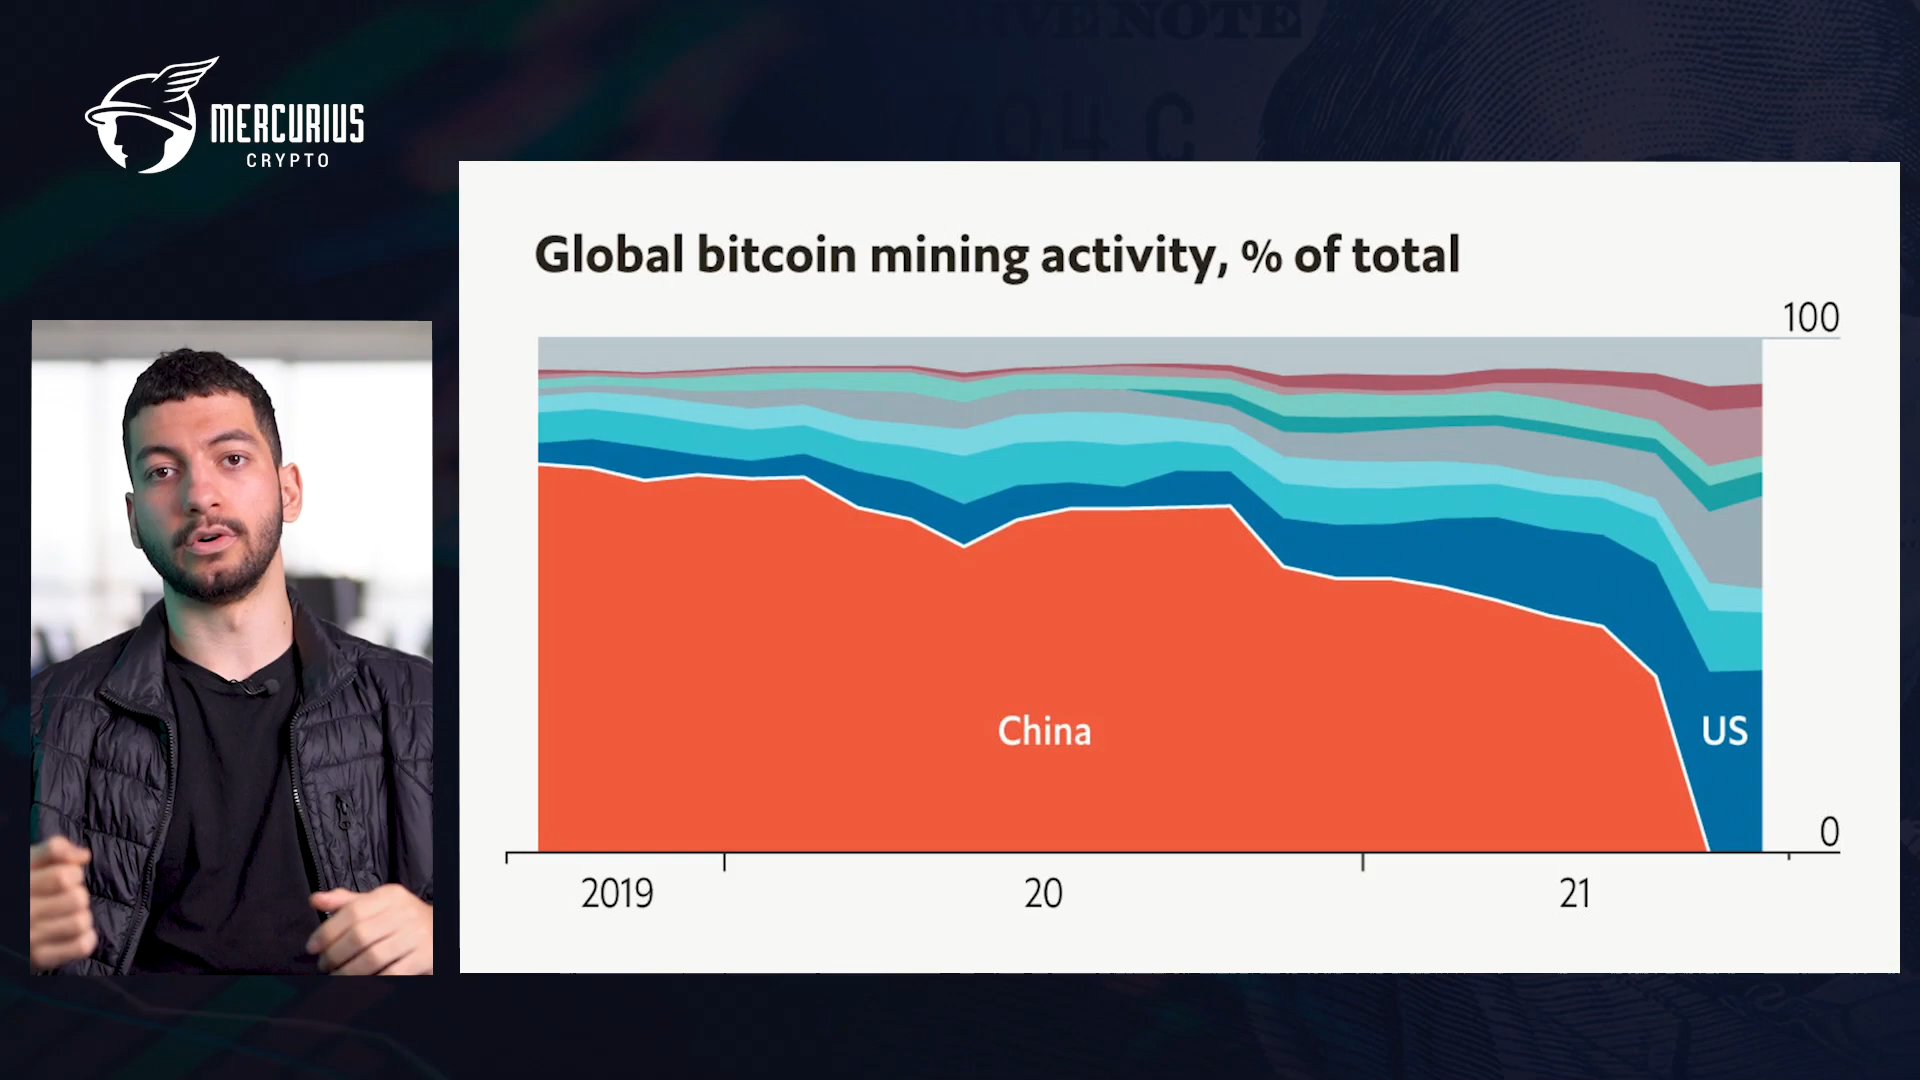 MERCURIUS
CRYPTO
Global bitcoin mining activity, % of total
100
China
US
0
2019
20
21